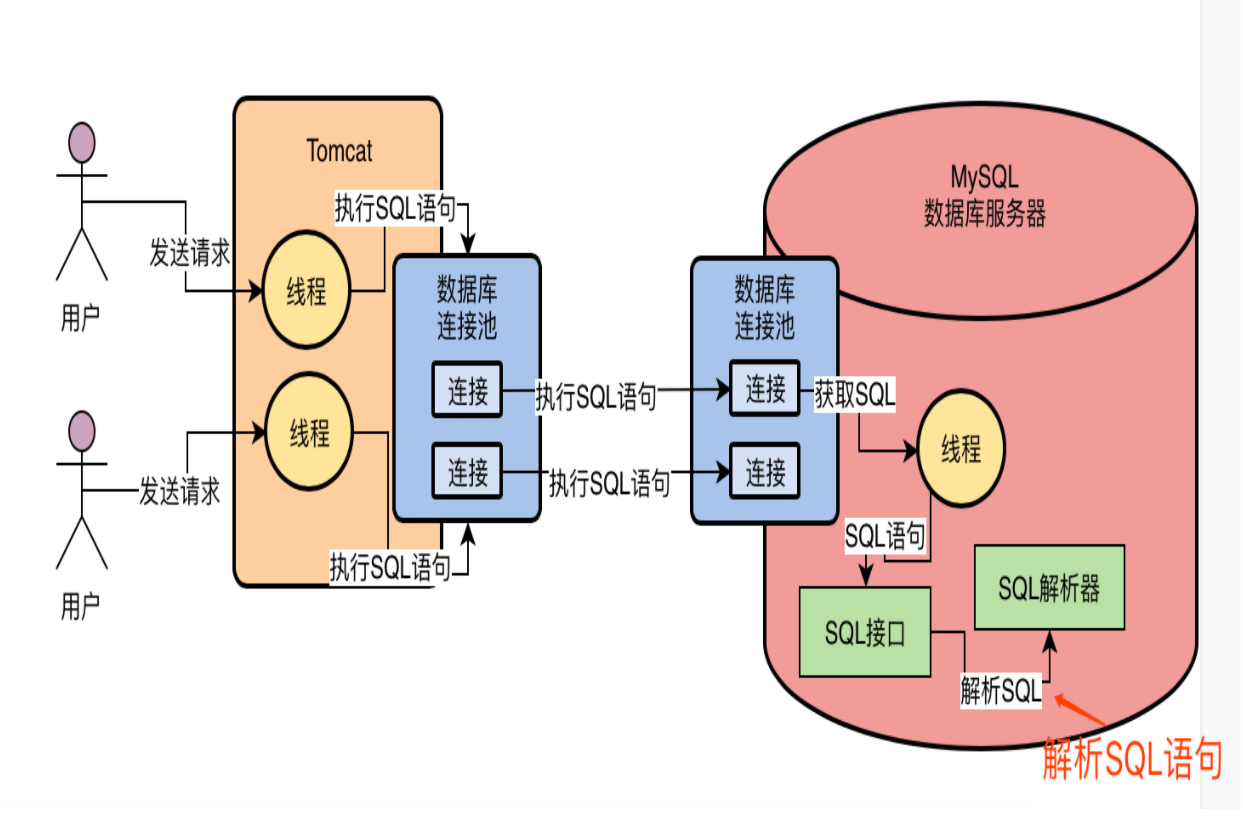 Tomcat
MySQL
数据库服务器
执行SQL语句
发送请求
线程
用户
数据库
连接池
连接
执行SQL语句
连接
数据库
连接池
连接
执行SQL语句
连接
获取SQL
线程
线程
发送请求
用户
执行SQL语句
SQL语句
SQL接口
SQL解析器
解析SQL
解析SQL语句